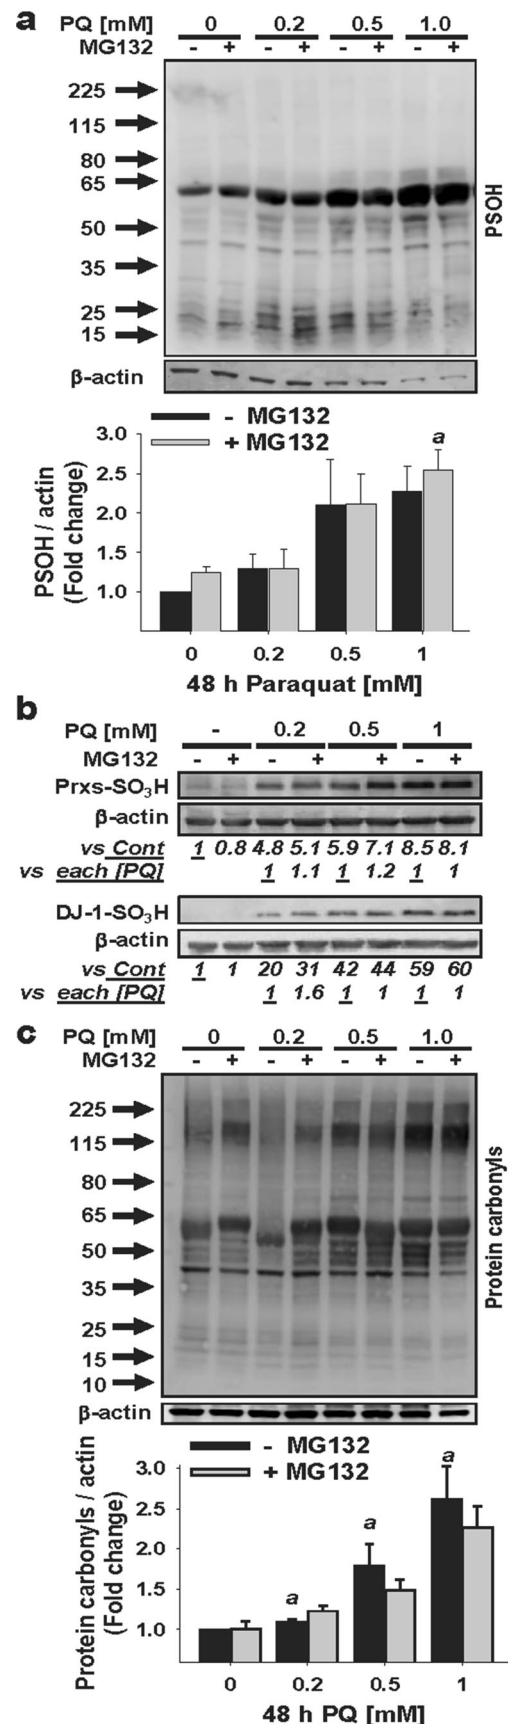 a
PQ [mM] 0 0.2 0.5 1.0
MG132 - + - + - + - +
225
115
80
65
50
35
25
15
PSOH
β-actin
- MG132
+ MG132
PSOH / actin
(Fold change)
3.0
2.5
2.0
1.5
1.0
a
0 0.2 0.5 1
48 h Paraquat [mM]
b
PQ [mM] - 0.2 0.5 1
MG132 - + - + - + - +
Prxs-SO₃H
β-actin
vs Cont 1 0.8 4.8 5.1 5.9 7.1 8.5 8.1
vs each [PQ] 1 1.1 1 1.2 1 1
DJ-1-SO₃H
β-actin
vs Cont 1 1 20 31 42 44 59 60
vs each [PQ] 1 1.6 1 1 1 1
c
PQ [mM] 0 0.2 0.5 1.0
MG132 - + - + - + - +
225
115
80
65
50
35
25
15
10
Protein carbonyls
β-actin
- MG132
+ MG132
Protein carbonyls / actin
(Fold change)
3.0
2.5
2.0
1.5
1.0
a a a
0 0.2 0.5 1
48 h PQ [mM]